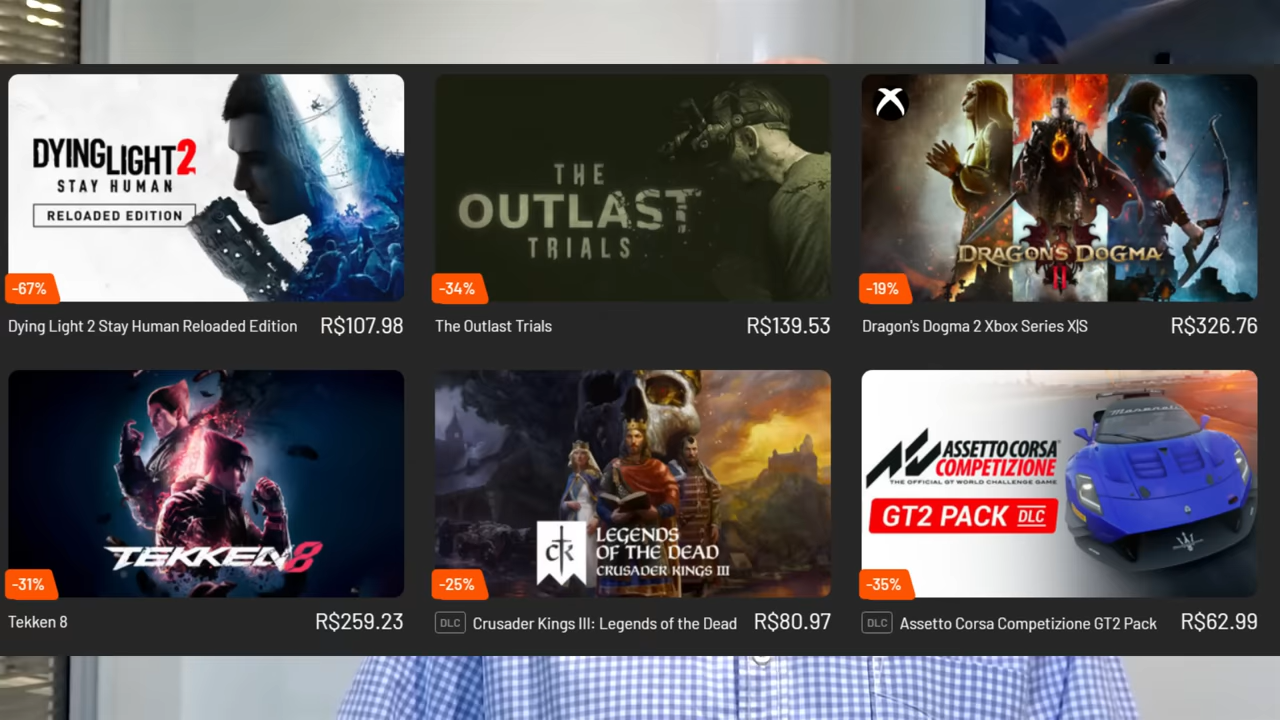 DYING LIGHT 2
STAY HUMAN
RELOADED EDITION
-67%
Dying Light 2 Stay Human Reloaded Edition R$107.98
THE
OUTLAST
TRIALS
-34%
The Outlast Trials R$139.53
DRAGON'S DOGMA
II
-19%
Dragon's Dogma 2 Xbox Series X|S R$326.76
TEKKEN 8
-31%
Tekken 8 R$259.23
ck
LEGENDS
OF THE DEAD
CRUSADER KINGS III
-25%
DLC Crusader Kings III: Legends of the Dead R$80.97
Maserati
ASSETTO CORSA
COMPETIZIONE
THE OFFICIAL GT WORLD CHALLENGE GAME
GT2 PACK DLC
-35%
DLC Assetto Corsa Competizione GT2 Pack R$62.99